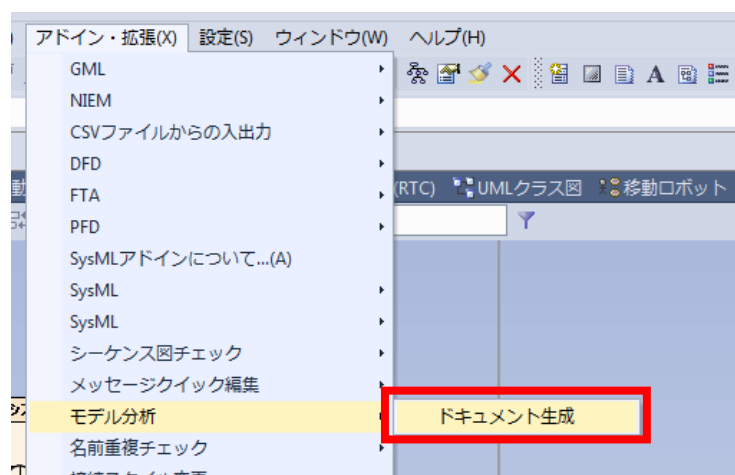 アドイン・拡張(X) 設定(S) ウィンドウ(W) ヘルプ(H)
GML
NIEM
CSVファイルからの入出力
DFD
(RTC) UMLクラス図 移動ロボット
FTA
PFD
SysMLアドインについて...(A)
SysML
SysML
シーケンス図チェック
メッセージクイック編集
モデル分析 ドキュメント生成
名前重複チェック